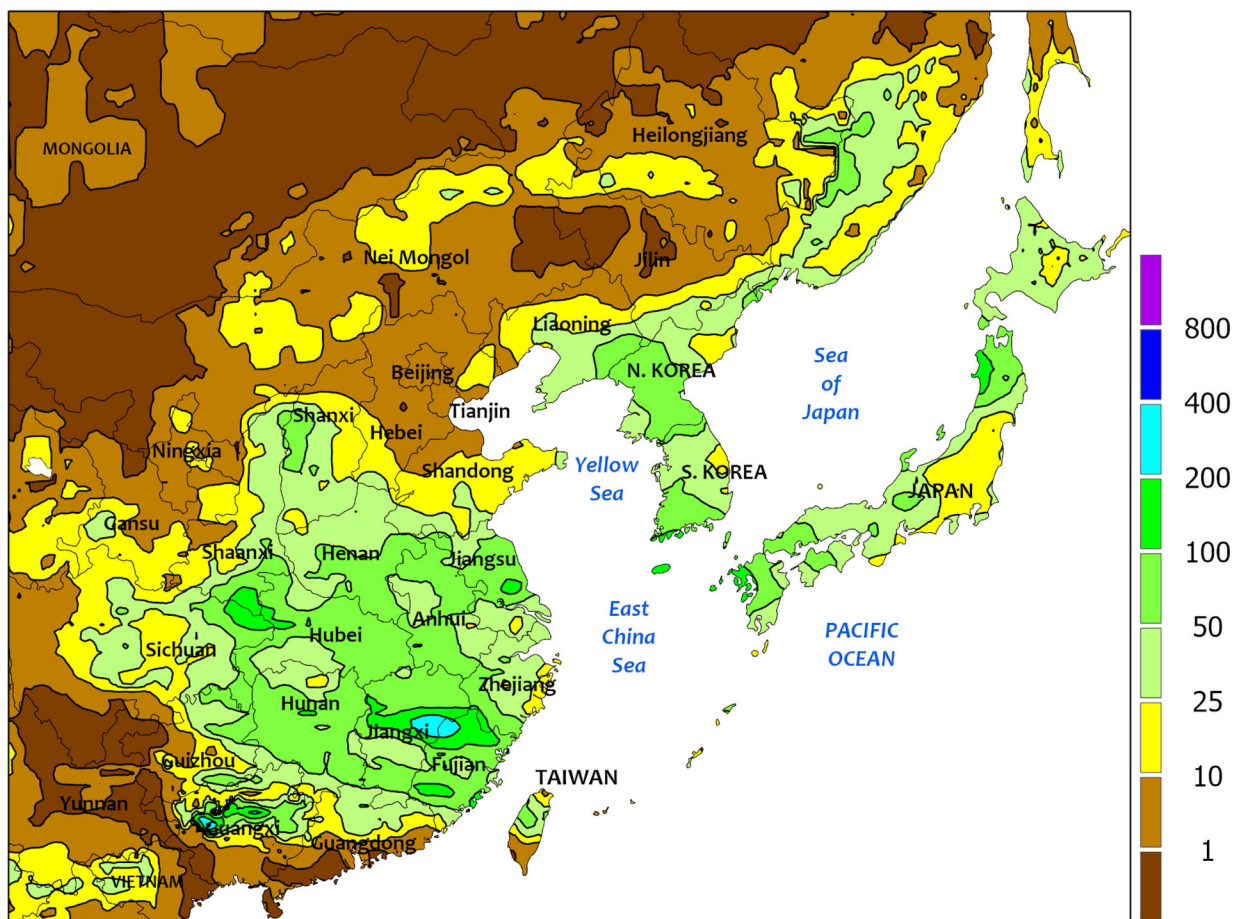 Heilongjiang
MONGOLIA
Nei Mongol
Jilin
Liaoning
Beijing
N. KOREA
Sea
of
Japan
800
400
200
100
50
25
10
1
Shanxi
Tianjin
Hebei
Ningxia
Shandong
Yellow
Sea
S. KOREA
JAPAN
Gansu
Shaanxi
Henan
Jiangsu
Anhui
Hubei
Sichuan
East
China
Sea
PACIFIC
OCEAN
Zhejiang
Hunan
Jiangxi
Fujian
Guizhou
TAIWAN
Yunnan
Guangxi
Guangdong
VIETNAM